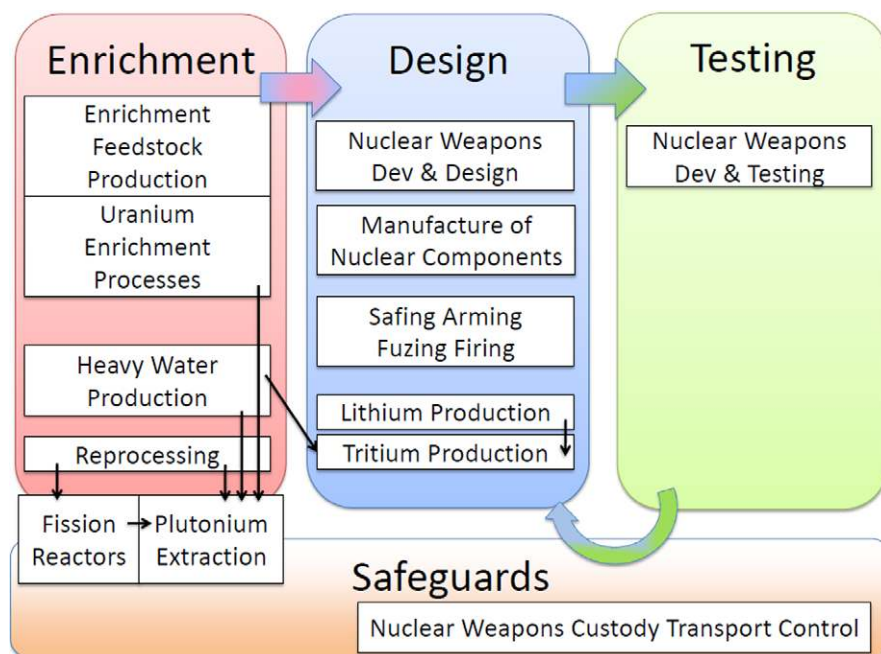 Enrichment
Enrichment
Feedstock
Production
Uranium
Enrichment
Processes
Heavy Water
Production
Reprocessing
Fission
Reactors
Plutonium
Extraction
Design
Nuclear Weapons
Dev & Design
Manufacture of
Nuclear Components
Safing Arming
Fuzing Firing
Lithium Production
Tritium Production
Testing
Nuclear Weapons
Dev & Testing
Safeguards
Nuclear Weapons Custody Transport Control